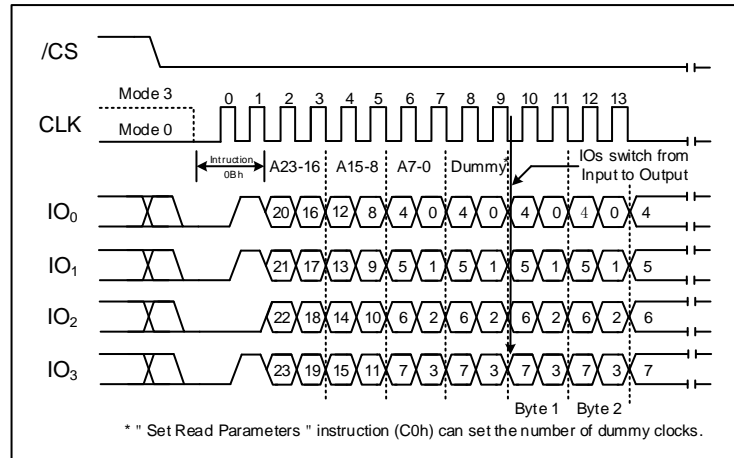 /CS
Mode 3
0 1 2 3 4 5 6 7 8 9 10 11 12 13
CLK
Mode 0
Intruction
0Bh
A23-16 A15-8 A7-0 Dummy*
IOs switch from
Input to Output
IO0 20 16 12 8 4 0 4 0 4 0 4 0 4
IO1 21 17 13 9 5 1 5 1 5 1 5 1 5
IO2 22 18 14 10 6 2 6 2 6 2 6 2 6
IO3 23 19 15 11 7 3 7 3 7 3 7 3 7
Byte 1 Byte 2
* " Set Read Parameters " instruction (C0h) can set the number of dummy clocks.